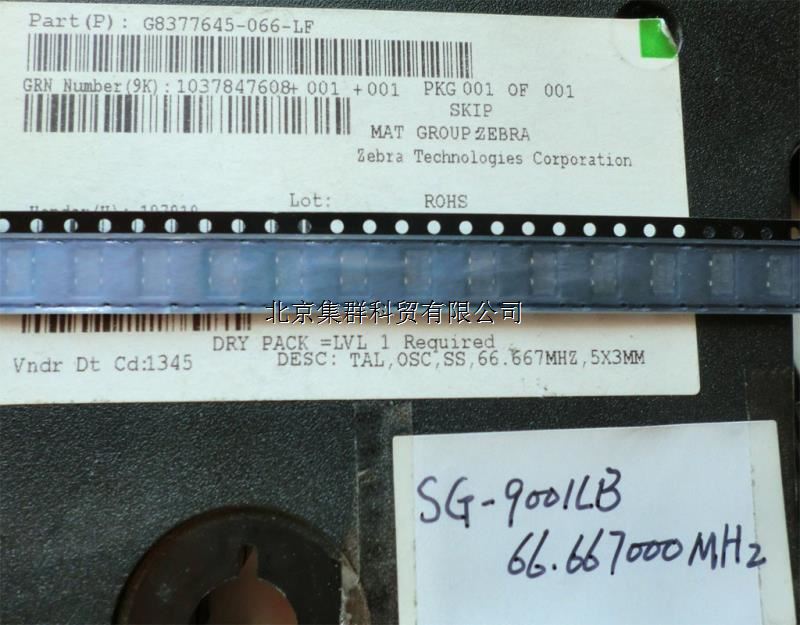 Part(P): G8377645-066-LF
GRN Number(9K): 1037847608+ 001 +001 PKG 001 OF 001
SKIP
MAT GROUP:ZEBRA
Zebra Technologies Corporation
Lot: ROHS
北京集群科贸有限公司
DRY PACK =LVL 1 Required
Vndr Dt Cd:1345 DESC: TAL,OSC,SS,66.667MHZ,5X3MM
SG-9001LB
66.667000MHz